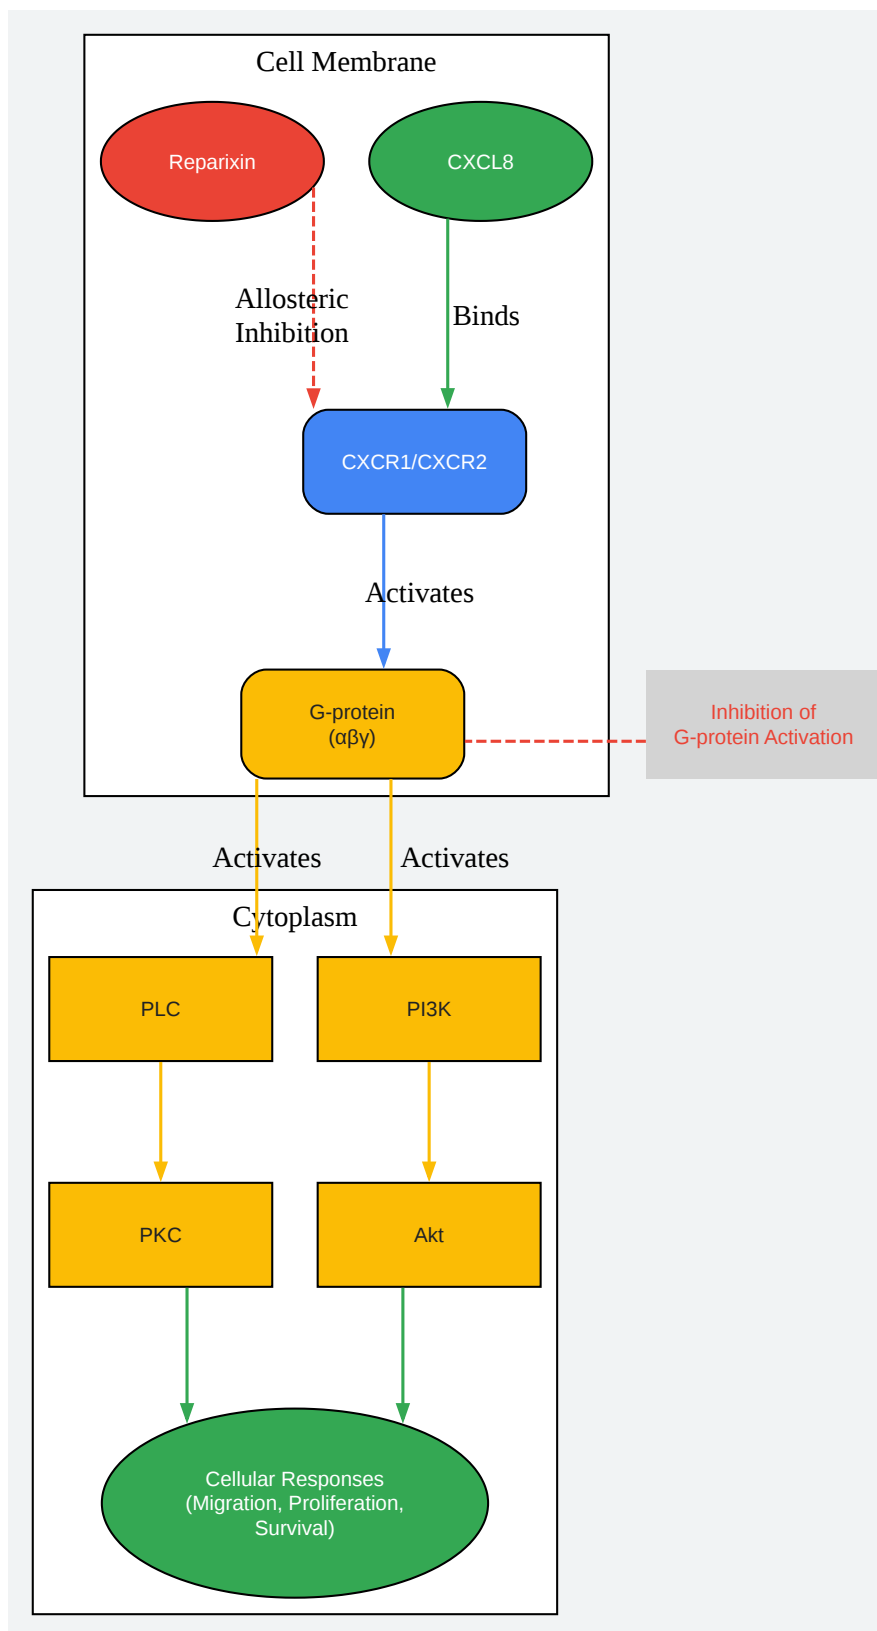 Cell Membrane
Reparixin
CXCL8
Allosteric
Inhibition
Binds
CXCR1/CXCR2
Activates
G-protein
(αβγ)
Inhibition of
G-protein Activation
Activates
Activates
Cytoplasm
PLC
PI3K
PKC
Akt
Cellular Responses
(Migration, Proliferation,
Survival)